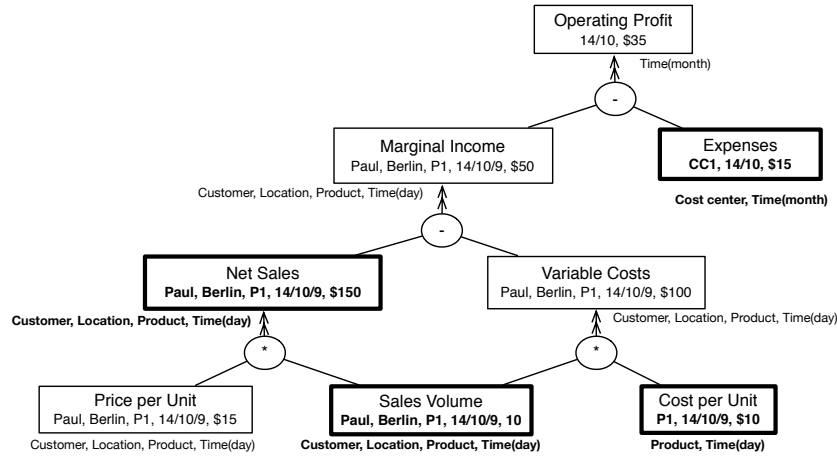 Operating Profit
14/10, $35
Time(month)
-
Marginal Income
Paul, Berlin, P1, 14/10/9, $50
Expenses
CC1, 14/10, $15
Customer, Location, Product, Time(day)
Cost center, Time(month)
-
Net Sales
Paul, Berlin, P1, 14/10/9, $150
Variable Costs
Paul, Berlin, P1, 14/10/9, $100
Customer, Location, Product, Time(day)
Customer, Location, Product, Time(day)
*
*
Price per Unit
Paul, Berlin, P1, 14/10/9, $15
Sales Volume
Paul, Berlin, P1, 14/10/9, 10
Cost per Unit
P1, 14/10/9, $10
Customer, Location, Product, Time(day)
Customer, Location, Product, Time(day)
Product, Time(day)